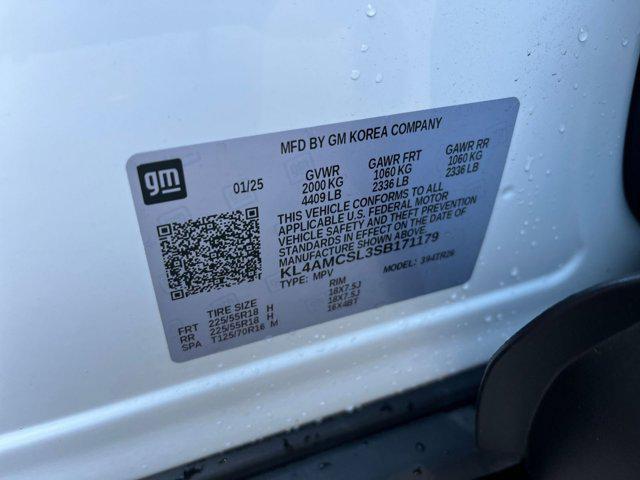 MFD BY GM KOREA COMPANY
gm
01/25
GVWR GAWR FRT GAWR RR
2000 KG 1060 KG 1060 KG
4409 LB 2336 LB 2336 LB
THIS VEHICLE CONFORMS TO ALL
APPLICABLE U.S. FEDERAL MOTOR
VEHICLE SAFETY AND THEFT PREVENTION
STANDARDS IN EFFECT ON THE DATE OF
MANUFACTURE SHOWN ABOVE.
KL4AMCSL3SB171179
TYPE: MPV MODEL: 394TR26
TIRE SIZE RIM
FRT 225/55R18 H 18X7.5J
RR 225/55R18 H 18X7.5J
SPA T125/70R16 M 16X4BT